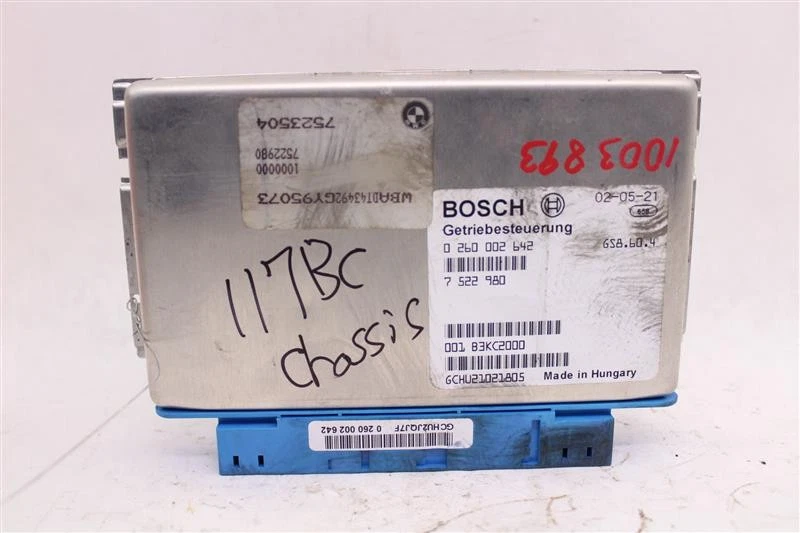 7523504
7522980
1000000
WBADT43492GY95073
1003893
BOSCH
02-05-21
Getriebesteuerung
0 260 002 642
GS8.60.4
7 522 980
001 B3KC2000
GCHU21021805
Made in Hungary
117BC
chassis
GCHU2JQJ7F 0 260 002 642